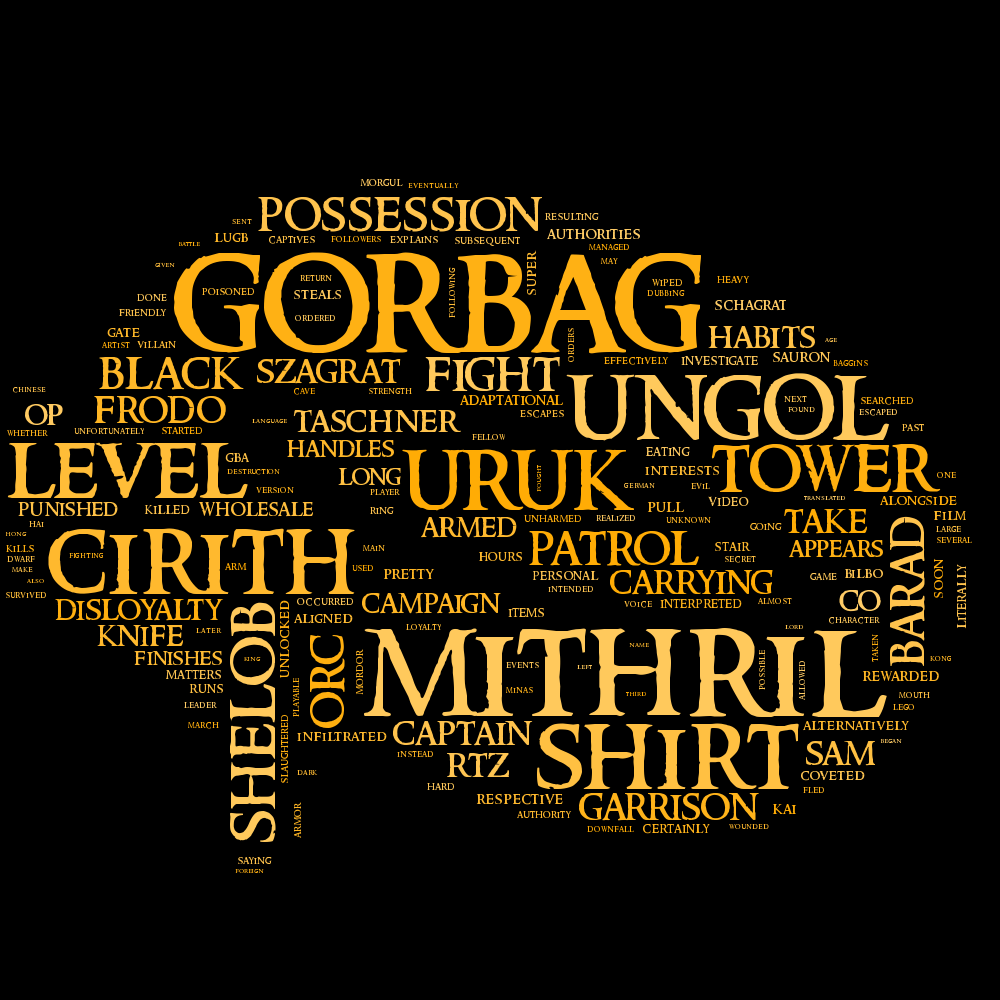 MORGUL EVENTUALLY
POSSESSION
SENT
RESULTING
LUGB CAPTIVES FOLLOWERS EXPLAINS SUBSEQUENT AUTHORITIES
BATTLE
MANAGED
GORBAG
GIVEN
MAY
RETURN
POISONED
STEALS
ORDERED
FOLLOWING
SUPER
WIPED
DUBBING
HEAVY
DONE
FRIENDLY
SCHAGRAT
GATE
ARTIST VILLAIN
ORDERS
HABITS
AGE
BLACK
SZAGRAT
FIGHT
EFFECTIVELY
INVESTIGATE
SAURON
BAGGINS
CHINESE
CAVE
STRENGTH
ADAPTATIONAL
UNGOL
NEXT
FOUND
SEARCHED
ESCAPED
OP
FRODO
LANGUAGE
TASCHNER
ESCAPES
PAST
WHETHER
UNFORTUNATELY
STARTED
FELLOW
LEVEL
GBA
HANDLES
URUK
FOUGHT
EATING
TOWER
DESTRUCTION
LONG
INTERESTS
ONE
VERSION
PLAYER
GERMAN
EVIL
TRANSLATED
PUNISHED
KILLED
WHOLESALE
RING
PULL
VIDEO
ALONGSIDE
HAI
ARMED
UNHARMED
REALIZED
UNKNOWN
GOING
TAKE
FILM
LARGE
HONG
CIRITH
SEVERAL
KILLS
FIGHTING
MAIN
HOURS
PATROL
STAIR
APPEARS
BARAD
DWARF
ARM
USED
PRETTY
SECRET
MAKE
PERSONAL
CARRYING
GAME
BILBO
SOON
LITERALLY
ALSO
INTENDED
SURVIVED
DISLOYALTY
SHELOB
UNLOCKED
OCCURRED
CAMPAIGN
ITEMS
VOICE
INTERPRETED
ALMOST
CO
ALIGNED
CHARACTER
KNIFE
LATER
LOYALTY
MITHRIL
LORD
FINISHES
KING
ORC
MORDOR
EVENTS
LEFT
NAME
POSSIBLE
ALLOWED
TAKEN
KONG
MATTERS
REWARDED
RUNS
PLAYABLE
MINAS
THIRD
MOUTH
LEADER
LEGO
MARCH
SLAUGHTERED
INFILTRATED
CAPTAIN
SHIRT
ALTERNATIVELY
INSTEAD
SAM
BEGAN
DARK
RTZ
COVETED
HARD
FLED
ARMOR
RESPECTIVE
GARRISON
KAI
AUTHORITY
DOWNFALL
CERTAINLY
WOUNDED
SAYING
FOREIGN